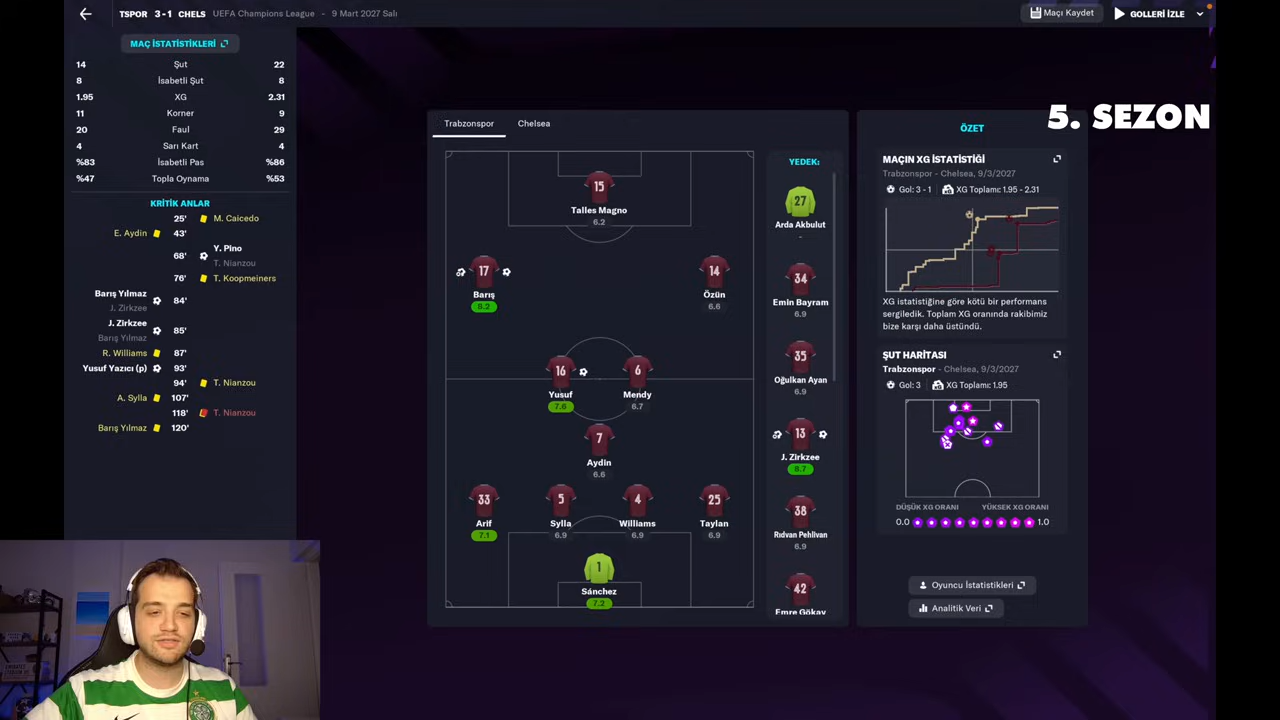 TSPOR 3-1 CHELS UEFA Champions League - 9 Mart 2027 Salı
Maçı Kaydet
GOLLERİ İZLE
MAÇ İSTATİSTİKLERİ
14 Şut 22
8 İsabetli Şut 8
1.95 XG 2.31
11 Korner 9
20 Faul 29
4 Sarı Kart 4
%83 İsabetli Pas %86
%47 Topla Oynama %53
KRİTİK ANLAR
25' M. Caicedo
E. Aydin 43'
Y. Pino
68'
T. Nianzou
76' T. Koopmeiners
Barış Yılmaz
84'
J. Zirkzee
J. Zirkzee
85'
Barış Yılmaz
R. Williams 87'
Yusuf Yazıcı (p) 93'
94' T. Nianzou
A. Sylla 107'
118' T. Nianzou
Barış Yılmaz 120'
Trabzonspor Chelsea
15
Talles Magno
6.2
17
Barış
8.2
14
Özün
6.6
16
Yusuf
7.6
6
Mendy
6.7
7
Aydin
6.6
33
Arif
7.1
5
Sylla
6.9
4
Williams
6.9
25
Taylan
6.9
1
Sánchez
7.2
YEDEK:
27
Arda Akbulut
-
34
Emin Bayram
6.9
35
Oğulkan Ayan
6.9
13
J. Zirkzee
8.7
38
Rıdvan Pehlivan
6.9
42
Emre Gökay
5. SEZON
ÖZET
MAÇIN XG İSTATİSTİĞİ
Trabzonspor - Chelsea, 9/3/2027
Gol: 3 - 1 XG Toplamı: 1.95 - 2.31
XG istatistiğine göre kötü bir performans
sergiledik. Toplam XG oranında rakibimiz
bize karşı daha üstündü.
ŞUT HARİTASI
Trabzonspor - Chelsea, 9/3/2027
Gol: 3 XG Toplamı: 1.95
DÜŞÜK XG ORANI YÜKSEK XG ORANI
0.0 1.0
Oyuncu İstatistikleri
Analitik Veri